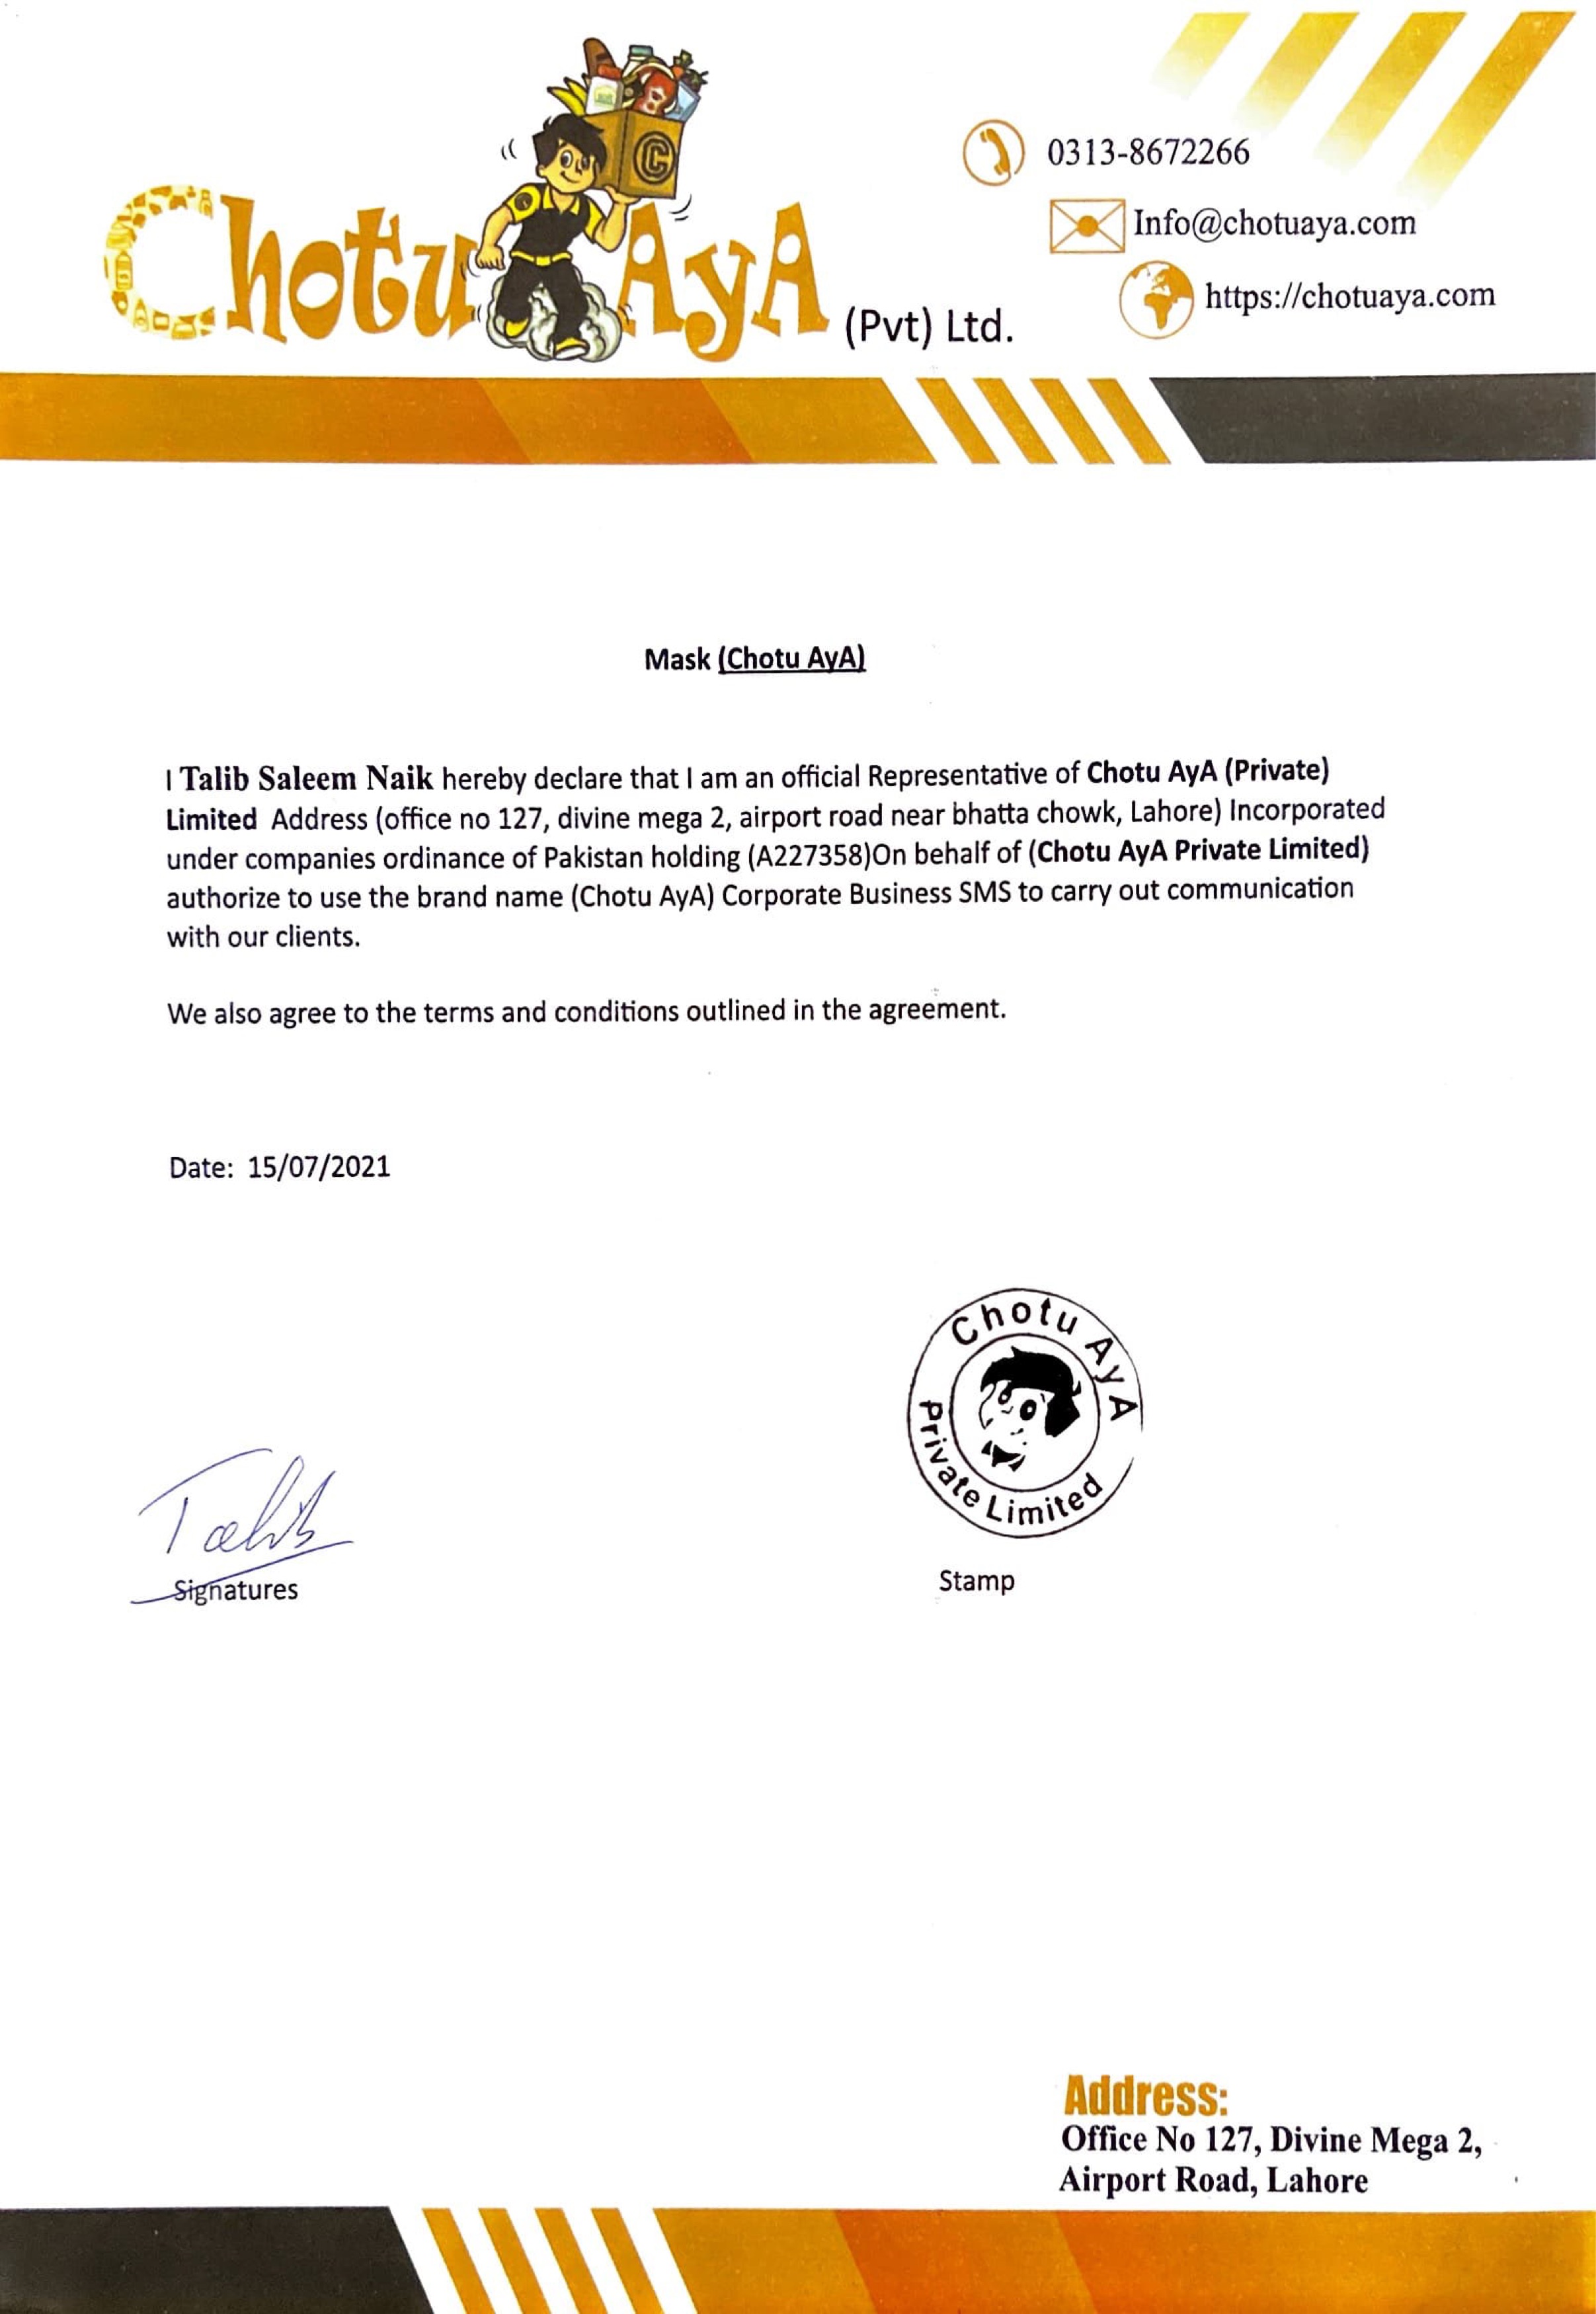 Chotu AyA (Pvt) Ltd.
C
0313-8672266
Info@chotuaya.com
https://chotuaya.com
Mask (Chotu AyA)
I Talib Saleem Naik hereby declare that I am an official Representative of Chotu AyA (Private)
Limited Address (office no 127, divine mega 2, airport road near bhatta chowk, Lahore) Incorporated
under companies ordinance of Pakistan holding (A227358)On behalf of (Chotu AyA Private Limited)
authorize to use the brand name (Chotu AyA) Corporate Business SMS to carry out communication
with our clients.
We also agree to the terms and conditions outlined in the agreement.
Date: 15/07/2021
Chotu AyA
Private Limited
Talib
Signatures
Stamp
Address:
Office No 127, Divine Mega 2,
Airport Road, Lahore